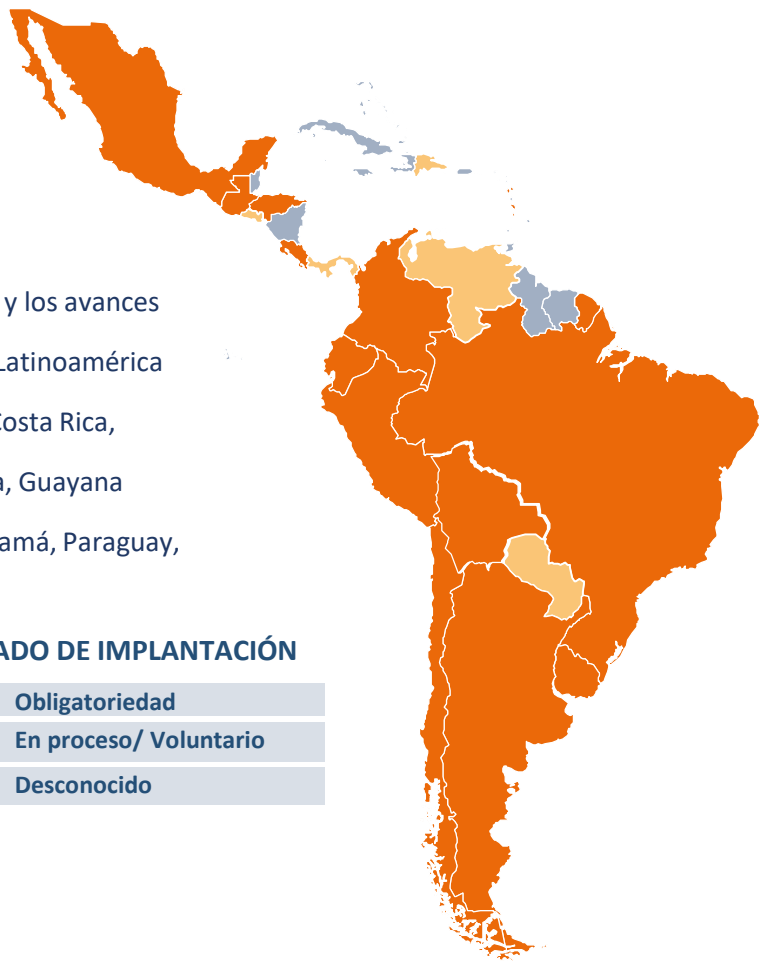 y los avances
Latinoamérica
Costa Rica,
a, Guayana
amá, Paraguay,
ADO DE IMPLANTACIÓN
Obligatoriedad
En proceso/ Voluntario
Desconocido